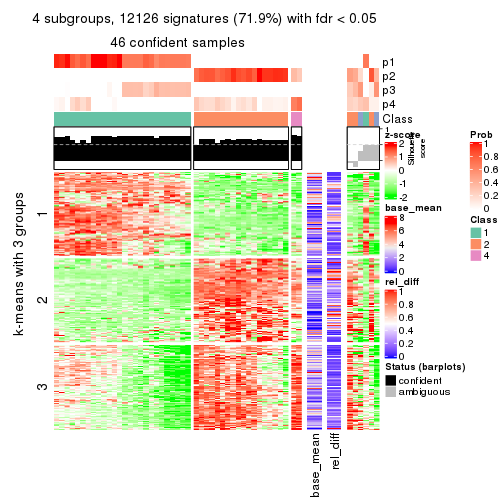 4 subgroups, 12126 signatures (71.9%) with fdr < 0.05
46 confident samples
p1
p2
p3
p4
Class
1
Silhouette
score
k-means with 3 groups
1
2
3
base_mean
rel_diff
z-score
2
1
0
-1
-2
base_mean
8
6
4
2
0
rel_diff
1
0.8
0.6
0.4
0.2
0
Status (barplots)
confident
ambiguous
Prob
1
0.8
0.6
0.4
0.2
0
Class
1
2
4